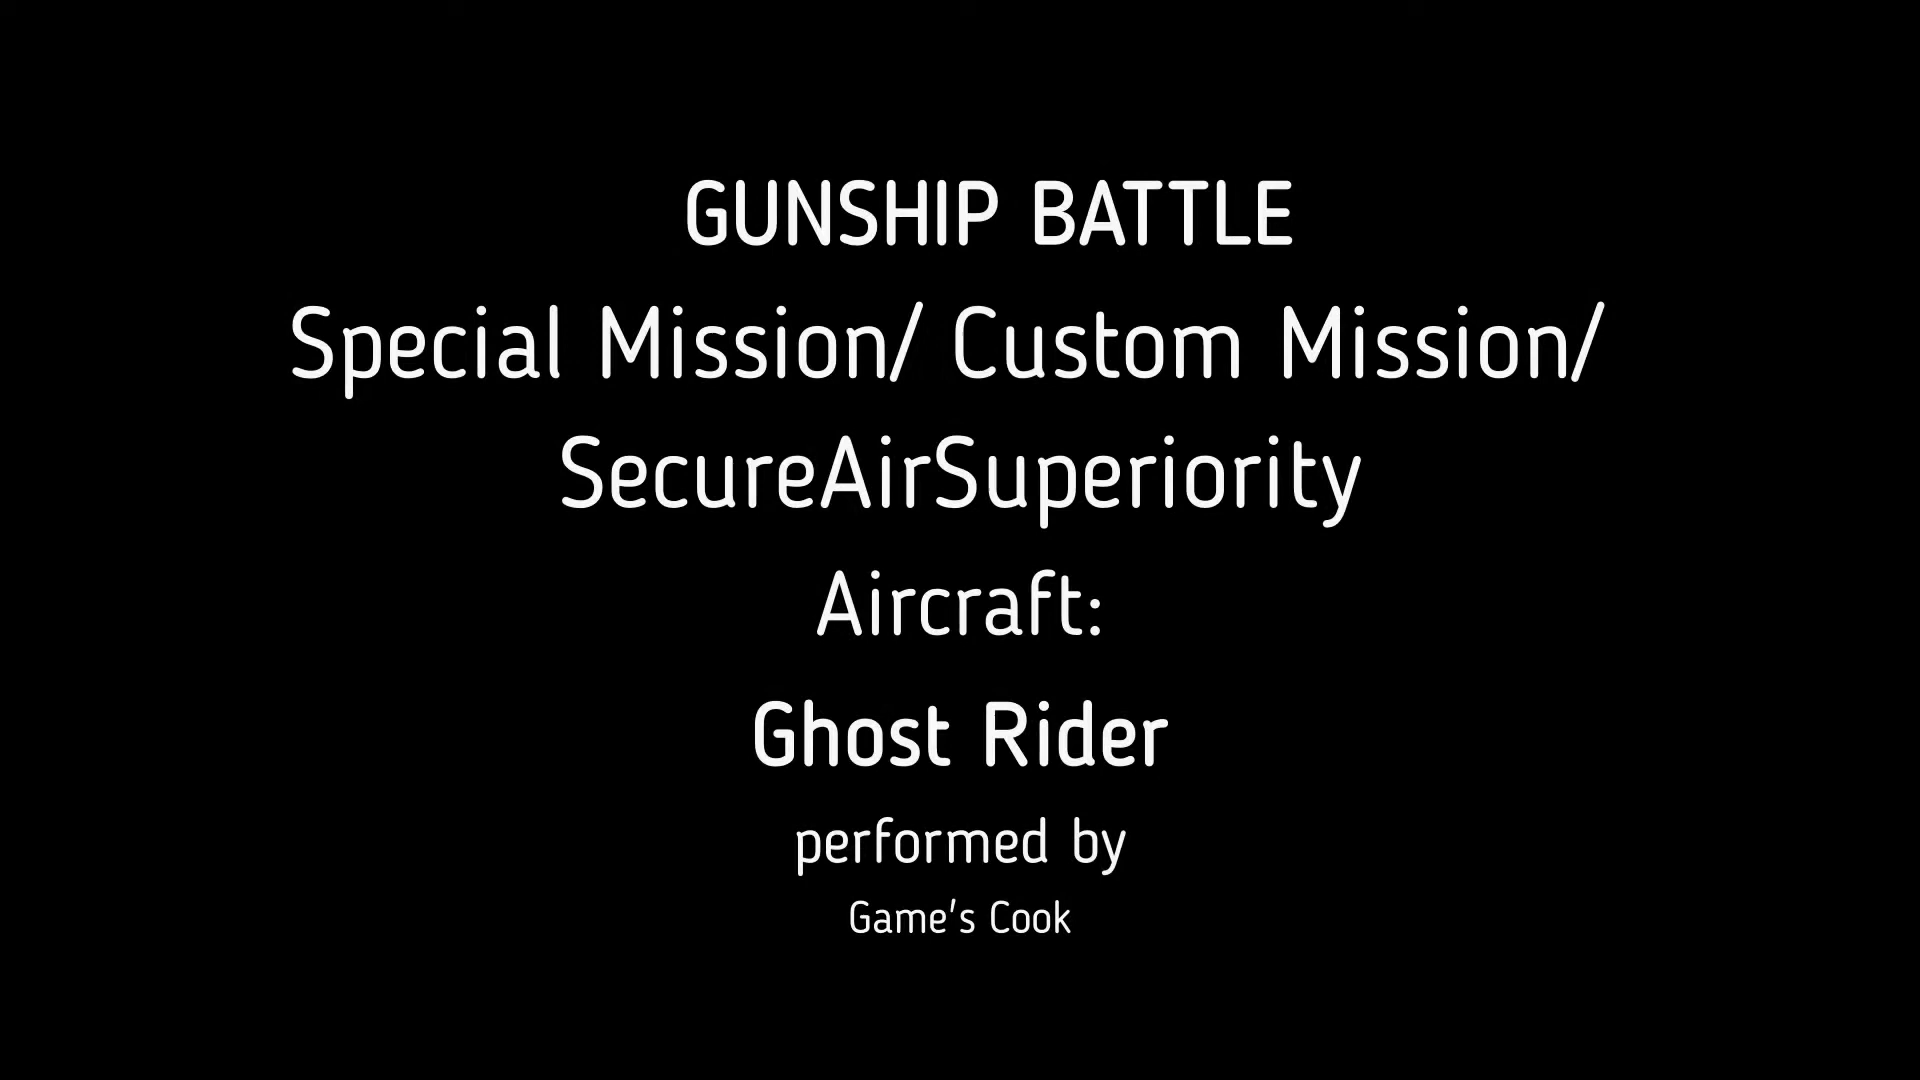 GUNSHIP BATTLE
Special Mission/ Custom Mission/
SecureAirSuperiority
Aircraft:
Ghost Rider
performed by
Game's Cook